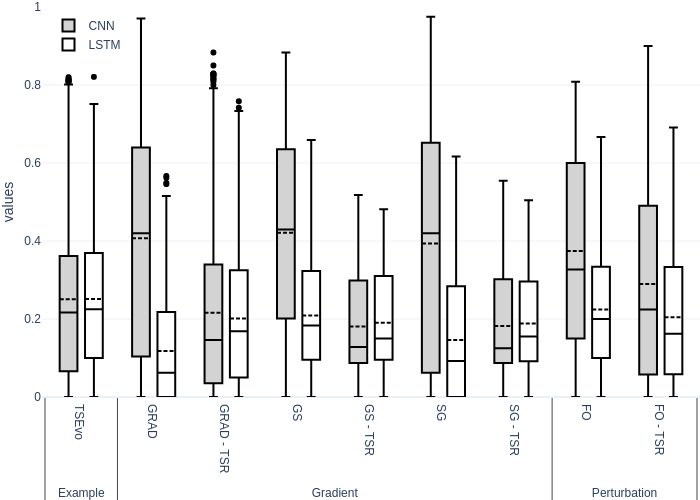 1
0.8
0.6
0.4
0.2
0
values
CNN
LSTM
TSEvo
GRAD
GRAD - TSR
GS
GS - TSR
SG
SG - TSR
FO
FO - TSR
Example
Gradient
Perturbation